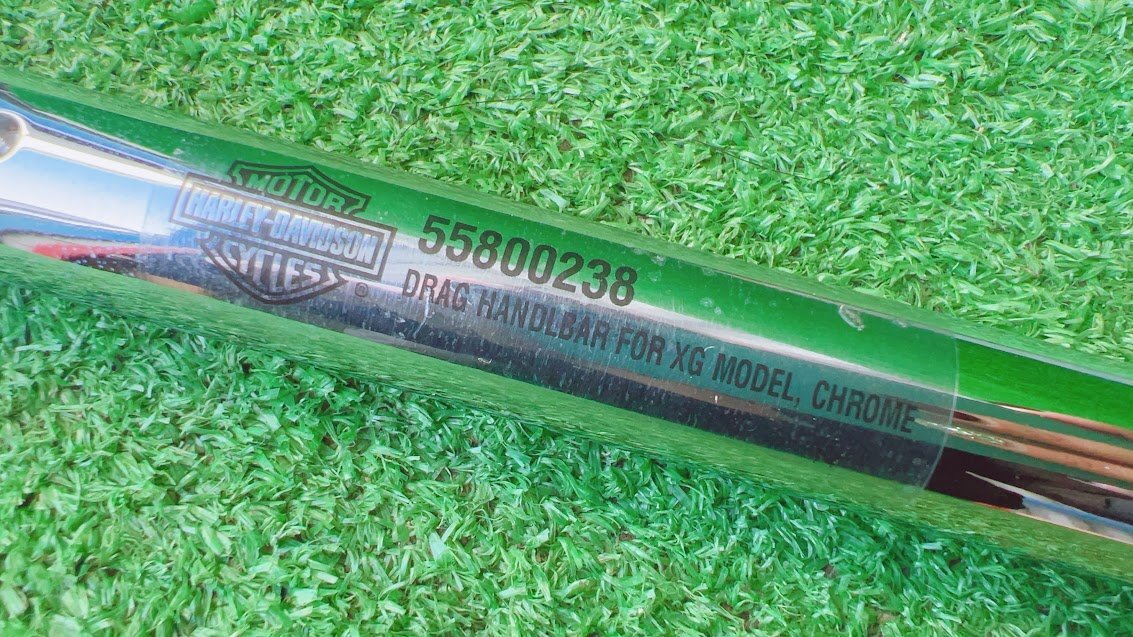 MOTOR
HARLEY-DAVIDSON
CYCLES
®
55800238
DRAG HANDLBAR FOR XG MODEL, CHROME